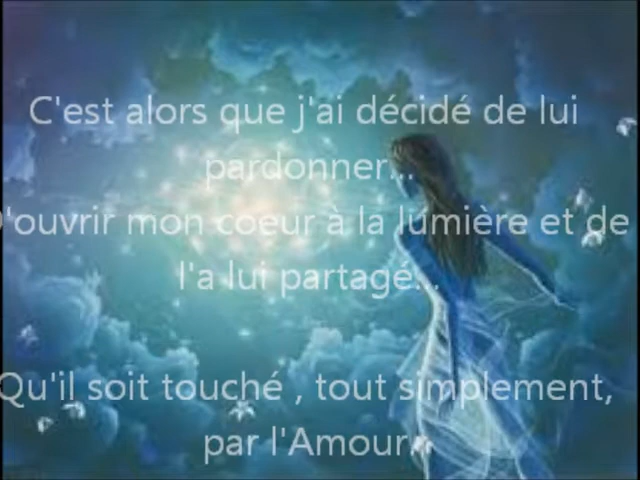 C'est alors que j'ai décidé de lui
pardonner...
D'ouvrir mon coeur à la lumière et de
l'a lui partagé...
Qu'il soit touché , tout simplement,
par l'Amour...